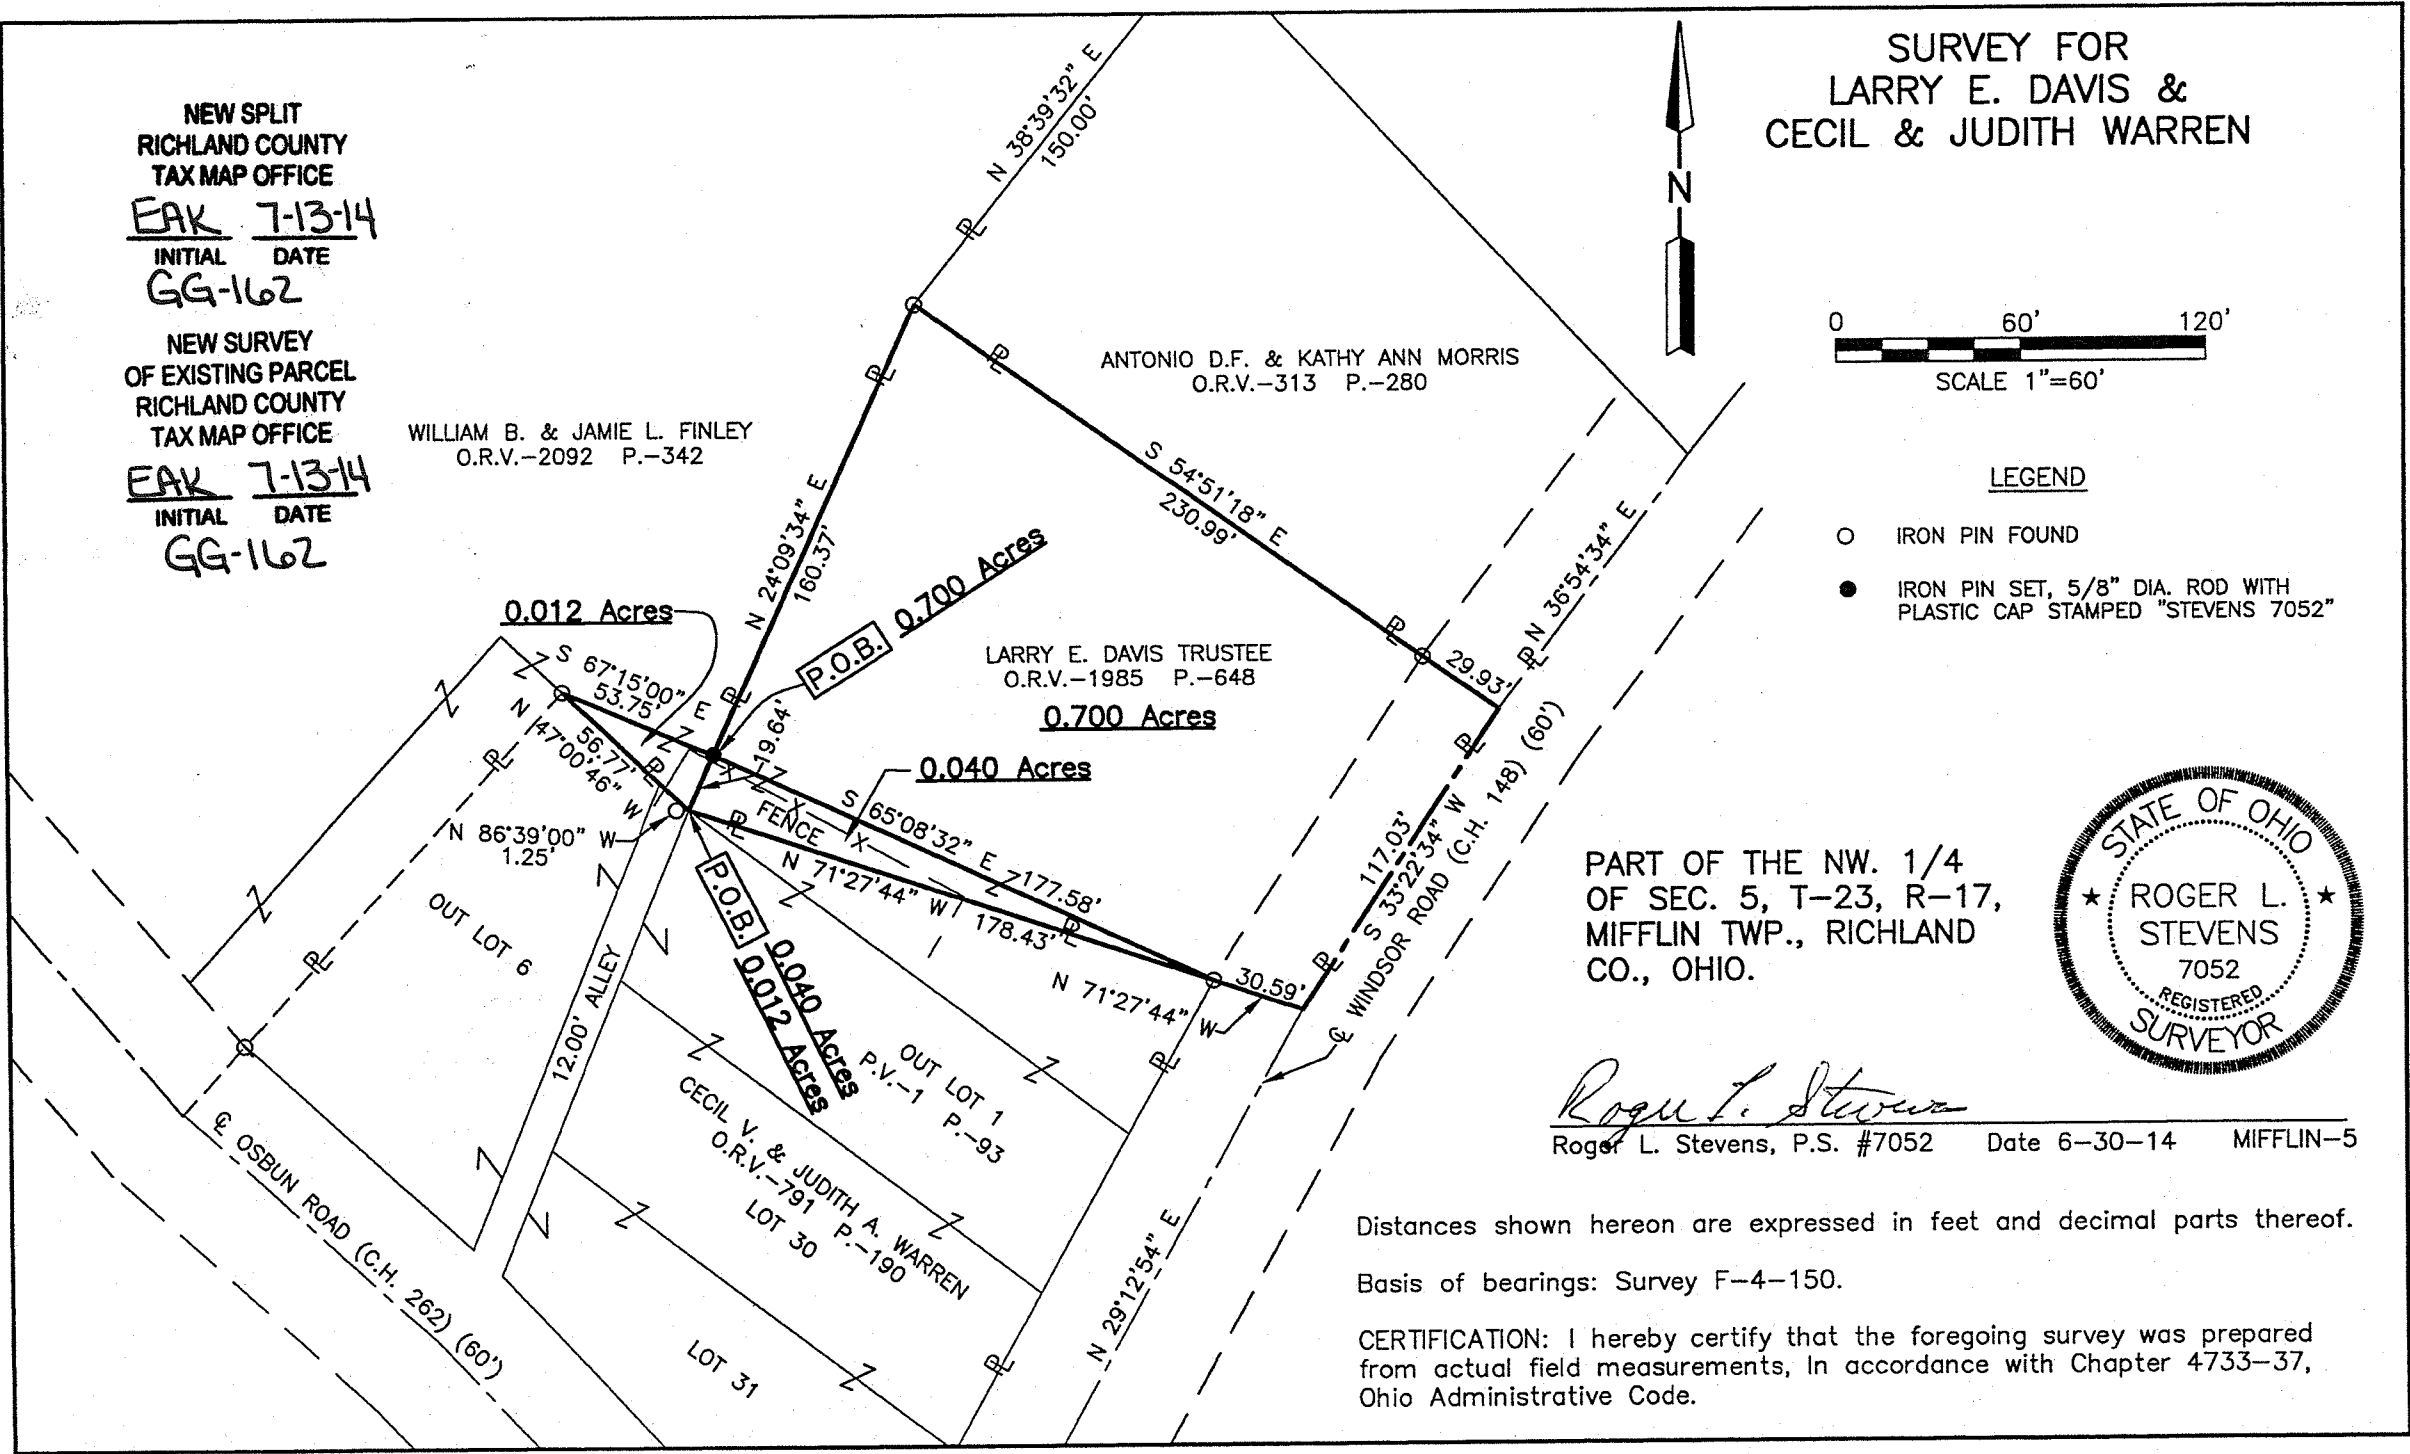 SURVEY FOR
LARRY E. DAVIS &
CECIL & JUDITH WARREN
NEW SPLIT
RICHLAND COUNTY
TAX MAP OFFICE
EAK 7-13-14
INITIAL DATE
GG-162
NEW SURVEY
OF EXISTING PARCEL
RICHLAND COUNTY
TAX MAP OFFICE
EAK 7-13-14
INITIAL DATE
GG-162
N 38°39'32" E
150.00'
N
0 60' 120'
SCALE 1"=60'
LEGEND
IRON PIN FOUND
IRON PIN SET, 5/8" DIA. ROD WITH
PLASTIC CAP STAMPED "STEVENS 7052"
ANTONIO D.F. & KATHY ANN MORRIS
O.R.V.-313 P.-280
WILLIAM B. & JAMIE L. FINLEY
O.R.V.-2092 P.-342
S 54°51'18" E
230.99'
29.93'
N 36°54'34" E
N 24°09'34" E
160.37'
P.O.B. 0.700 Acres
0.012 Acres
LARRY E. DAVIS TRUSTEE
O.R.V.-1985 P.-648
0.700 Acres
0.040 Acres
S 67°15'00" E
53.75'
56.77'
N 47°00'46" W
19.64'
FENCE
S 65°08'32" E 177.58'
N 71°27'44" W
178.43'
N 86°39'00" W
1.25'
P.O.B. 0.040 Acres
0.012 Acres
30.59'
N 71°27'44" W
117.03'
S 33°22'34" W
℄ WINDSOR ROAD (C.H. 148) (60')
OUT LOT 6
12.00' ALLEY
OUT LOT 1
P.V.-1 P.-93
CECIL V. & JUDITH A. WARREN
O.R.V.-791 P.-190
LOT 30
LOT 31
℄ OSBUN ROAD (C.H. 262) (60')
N 29°12'54" E
PART OF THE NW. 1/4
OF SEC. 5, T-23, R-17,
MIFFLIN TWP., RICHLAND
CO., OHIO.
STATE OF OHIO
★ ROGER L. ★
STEVENS
7052
REGISTERED
SURVEYOR
Roger L. Stevens
Roger L. Stevens, P.S. #7052 Date 6-30-14 MIFFLIN-5
Distances shown hereon are expressed in feet and decimal parts thereof.
Basis of bearings: Survey F-4-150.
CERTIFICATION: I hereby certify that the foregoing survey was prepared
from actual field measurements, In accordance with Chapter 4733-37,
Ohio Administrative Code.